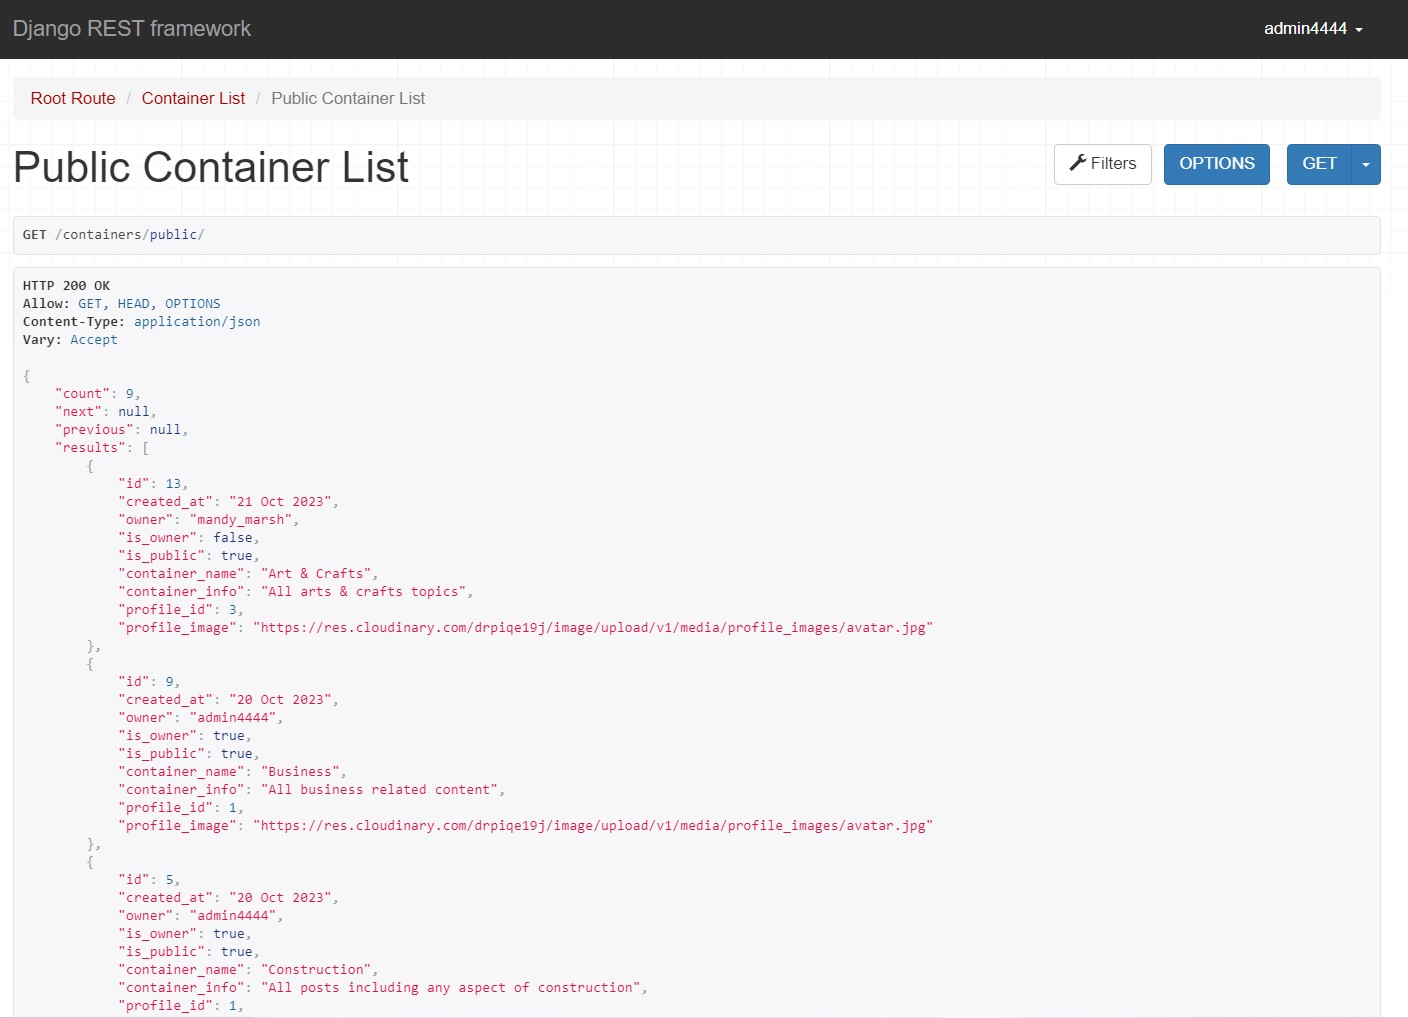 Django REST framework
admin4444
Root Route / Container List / Public Container List
Public Container List
Filters
OPTIONS
GET
GET /containers/public/
HTTP 200 OK
Allow: GET, HEAD, OPTIONS
Content-Type: application/json
Vary: Accept
{
    "count": 9,
    "next": null,
    "previous": null,
    "results": [
        {
            "id": 13,
            "created_at": "21 Oct 2023",
            "owner": "mandy_marsh",
            "is_owner": false,
            "is_public": true,
            "container_name": "Art & Crafts",
            "container_info": "All arts & crafts topics",
            "profile_id": 3,
            "profile_image": "https://res.cloudinary.com/drpiqe19j/image/upload/v1/media/profile_images/avatar.jpg"
        },
        {
            "id": 9,
            "created_at": "20 Oct 2023",
            "owner": "admin4444",
            "is_owner": true,
            "is_public": true,
            "container_name": "Business",
            "container_info": "All business related content",
            "profile_id": 1,
            "profile_image": "https://res.cloudinary.com/drpiqe19j/image/upload/v1/media/profile_images/avatar.jpg"
        },
        {
            "id": 5,
            "created_at": "20 Oct 2023",
            "owner": "admin4444",
            "is_owner": true,
            "is_public": true,
            "container_name": "Construction",
            "container_info": "All posts including any aspect of construction",
            "profile_id": 1,